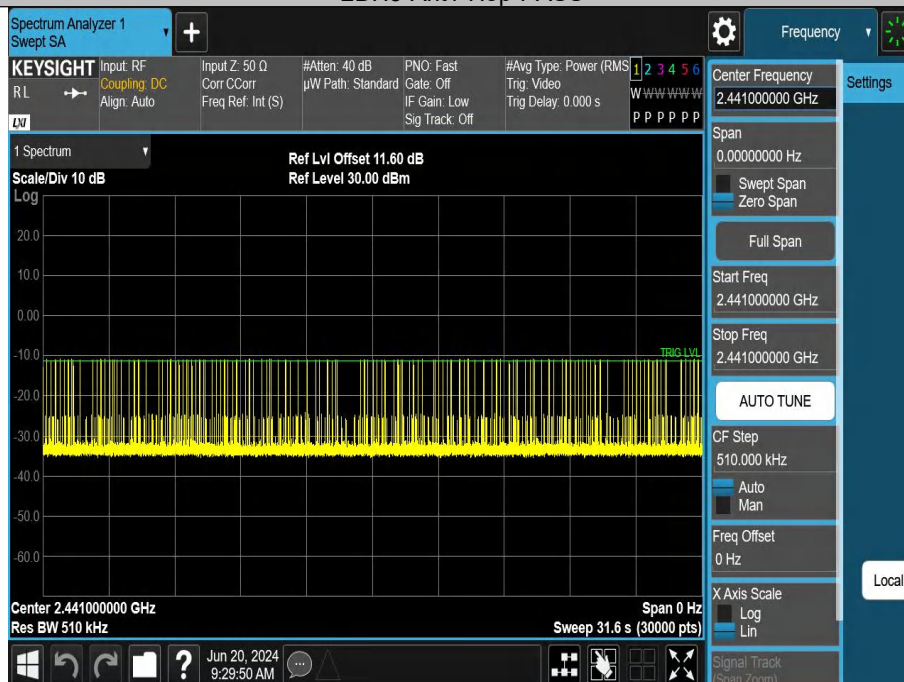 Spectrum Analyzer 1
Swept SA
Frequency
KEYSIGHT
R L
LXI
Input: RF
Coupling: DC
Align: Auto
Input Z: 50 Ω
Corr CCorr
Freq Ref: Int (S)
#Atten: 40 dB
µW Path: Standard
PNO: Fast
Gate: Off
IF Gain: Low
Sig Track: Off
#Avg Type: Power (RMS
Trig: Video
Trig Delay: 0.000 s
1 2 3 4 5 6
W W W W W W
P P P P P P
1 Spectrum
Scale/Div 10 dB
Ref Lvl Offset 11.60 dB
Ref Level 30.00 dBm
Log
20.0
10.0
0.00
-10.0
TRIG LVL
-20.0
-30.0
-40.0
-50.0
-60.0
Center 2.441000000 GHz
Span 0 Hz
Res BW 510 kHz
Sweep 31.6 s (30000 pts)
Jun 20, 2024
9:29:50 AM
Center Frequency
2.441000000 GHz
Settings
Span
0.00000000 Hz
Swept Span
Zero Span
Full Span
Start Freq
2.441000000 GHz
Stop Freq
2.441000000 GHz
AUTO TUNE
CF Step
510.000 kHz
Auto
Man
Freq Offset
0 Hz
Local
X Axis Scale
Log
Lin
Signal Track
(Span Zoom)